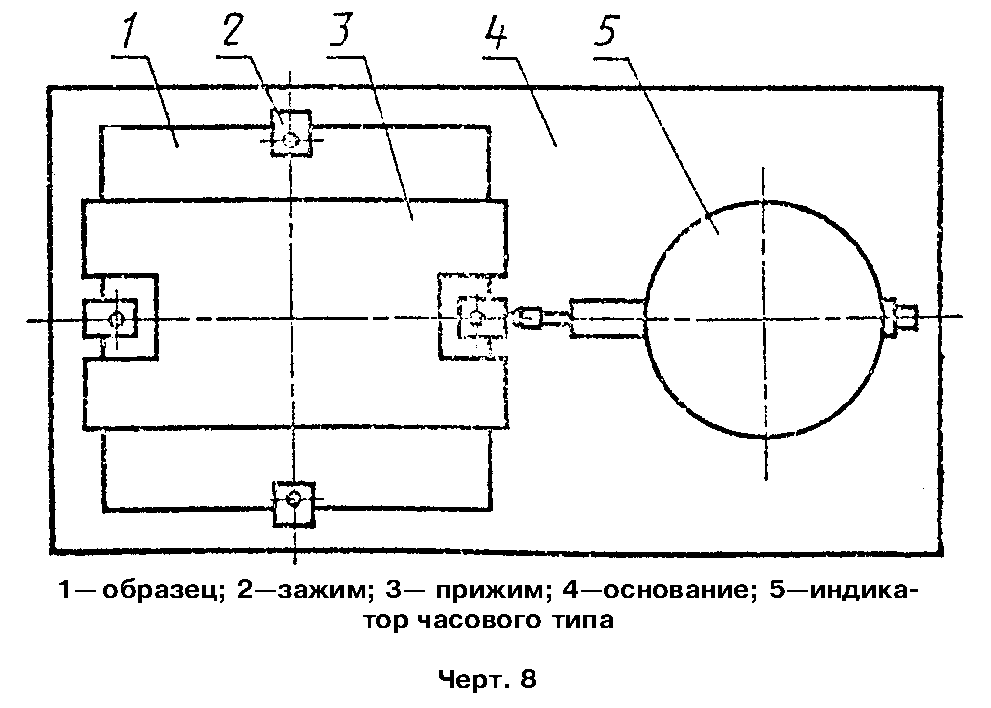 1 2 3 4 5
1— образец; 2—зажим; 3— прижим; 4—основание; 5—индика-
тор часового типа
Черт. 8